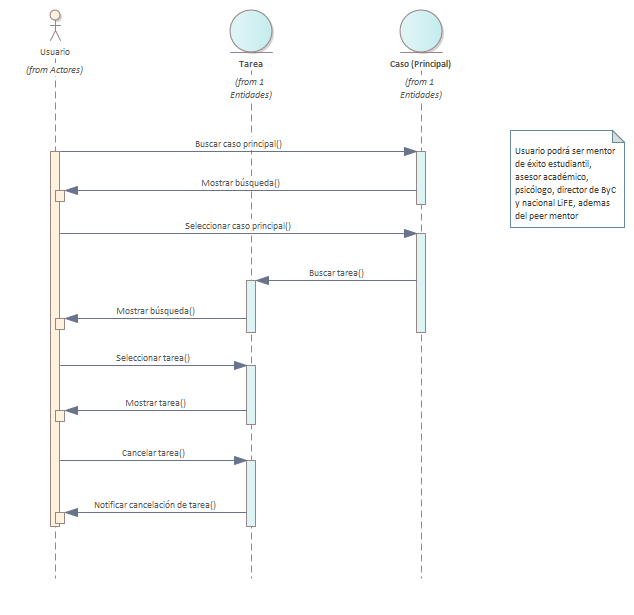 Usuario
(from Actores)
Tarea
(from 1
Entidades)
Caso (Principal)
(from 1
Entidades)
Buscar caso principal()
Mostrar búsqueda()
Seleccionar caso principal()
Buscar tarea()
Mostrar búsqueda()
Seleccionar tarea()
Mostrar tarea()
Cancelar tarea()
Notificar cancelación de tarea()
Usuario podrá ser mentor
de éxito estudiantil,
asesor académico,
psicólogo, director de ByC
y nacional LiFE, ademas
del peer mentor